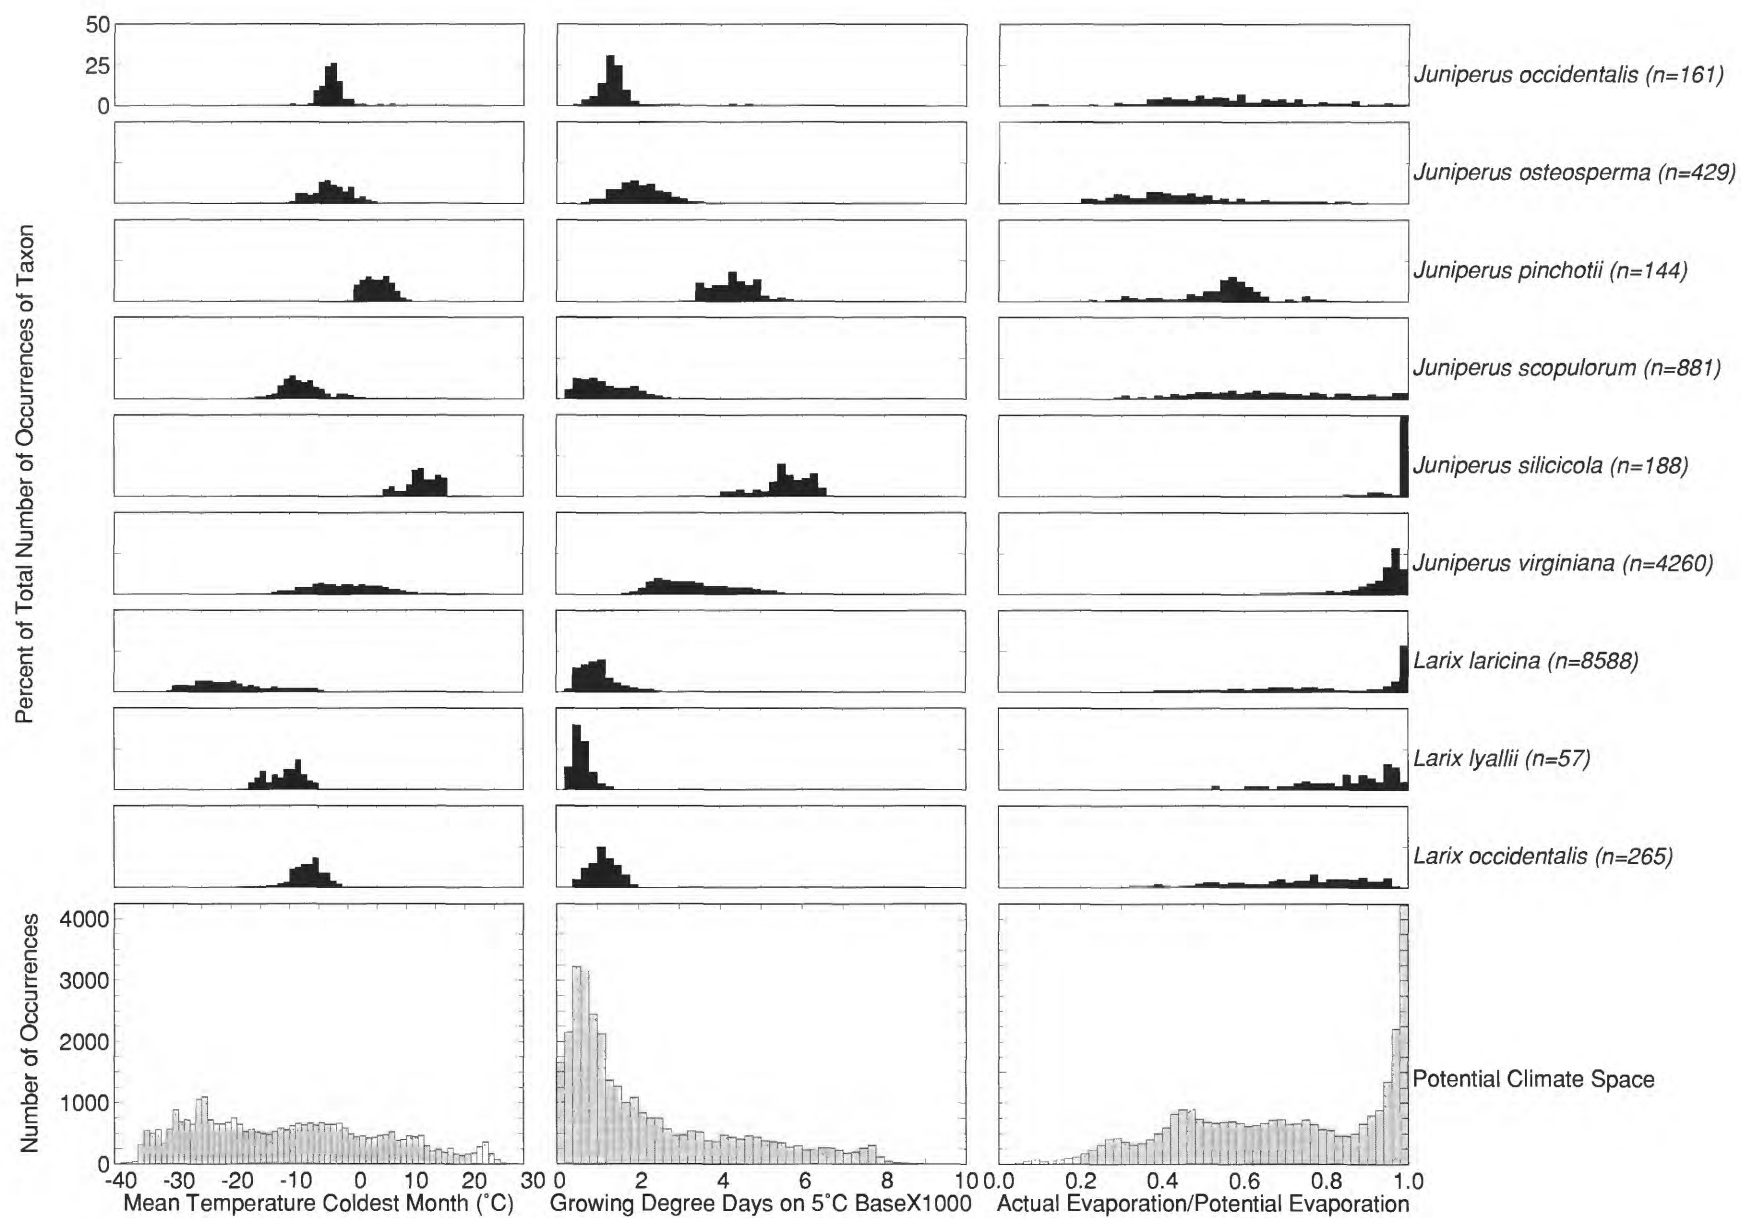 50
25
0
Juniperus occidentalis (n=161)
Juniperus osteosperma (n=429)
Juniperus pinchotii (n=144)
Juniperus scopulorum (n=881)
Juniperus silicicola (n=188)
Juniperus virginiana (n=4260)
Larix laricina (n=8588)
Larix lyallii (n=57)
Larix occidentalis (n=265)
Percent of Total Number of Occurrences of Taxon
4000
3000
2000
1000
0
Number of Occurrences
Potential Climate Space
-40 -30 -20 -10 0 10 20 30
0 2 4 6 8 10
0.0 0.2 0.4 0.6 0.8 1.0
Mean Temperature Coldest Month (°C)
Growing Degree Days on 5°C BaseX1000
Actual Evaporation/Potential Evaporation